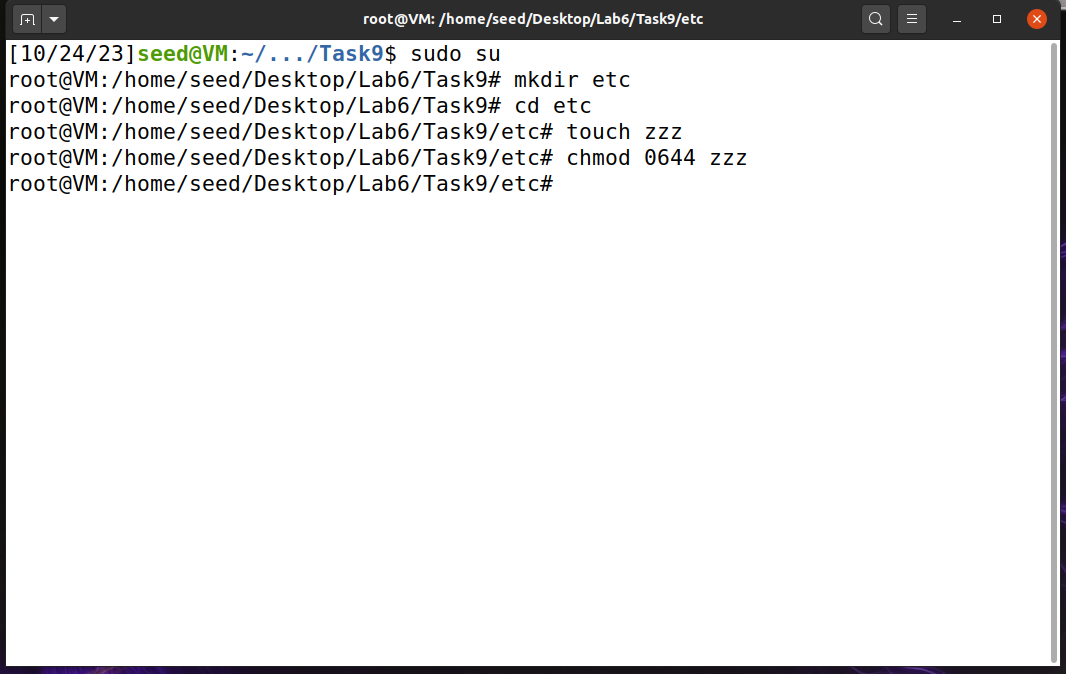 root@VM: /home/seed/Desktop/Lab6/Task9/etc
[10/24/23]seed@VM:~/.../Task9$ sudo su
root@VM:/home/seed/Desktop/Lab6/Task9# mkdir etc
root@VM:/home/seed/Desktop/Lab6/Task9# cd etc
root@VM:/home/seed/Desktop/Lab6/Task9/etc# touch zzz
root@VM:/home/seed/Desktop/Lab6/Task9/etc# chmod 0644 zzz
root@VM:/home/seed/Desktop/Lab6/Task9/etc#